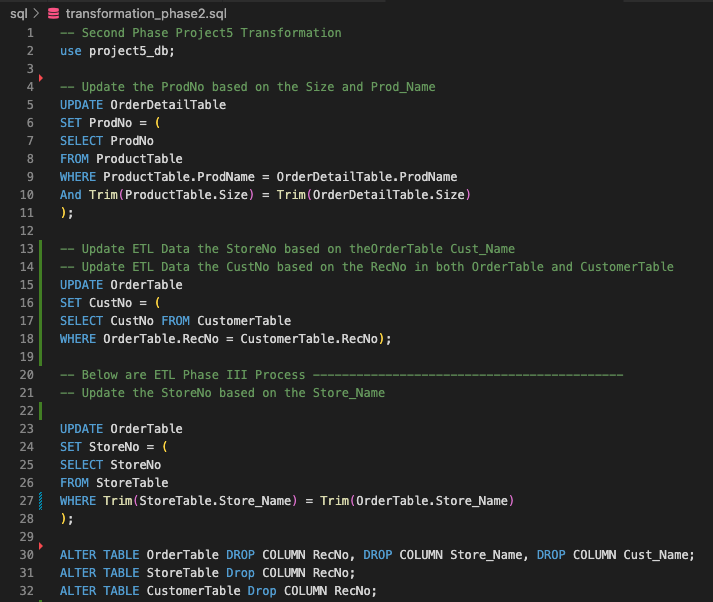 sql > transformation_phase2.sql
1 -- Second Phase Project5 Transformation
2 use project5_db;
3
4 -- Update the ProdNo based on the Size and Prod_Name
5 UPDATE OrderDetailTable
6 SET ProdNo = (
7 SELECT ProdNo
8 FROM ProductTable
9 WHERE ProductTable.ProdName = OrderDetailTable.ProdName
10 And Trim(ProductTable.Size) = Trim(OrderDetailTable.Size)
11 );
12
13 -- Update ETL Data the StoreNo based on theOrderTable Cust_Name
14 -- Update ETL Data the CustNo based on the RecNo in both OrderTable and CustomerTable
15 UPDATE OrderTable
16 SET CustNo = (
17 SELECT CustNo FROM CustomerTable
18 WHERE OrderTable.RecNo = CustomerTable.RecNo);
19
20 -- Below are ETL Phase III Process -------------------------------------------
21 -- Update the StoreNo based on the Store_Name
22
23 UPDATE OrderTable
24 SET StoreNo = (
25 SELECT StoreNo
26 FROM StoreTable
27 WHERE Trim(StoreTable.Store_Name) = Trim(OrderTable.Store_Name)
28 );
29
30 ALTER TABLE OrderTable DROP COLUMN RecNo, DROP COLUMN Store_Name, DROP COLUMN Cust_Name;
31 ALTER TABLE StoreTable Drop COLUMN RecNo;
32 ALTER TABLE CustomerTable Drop COLUMN RecNo;